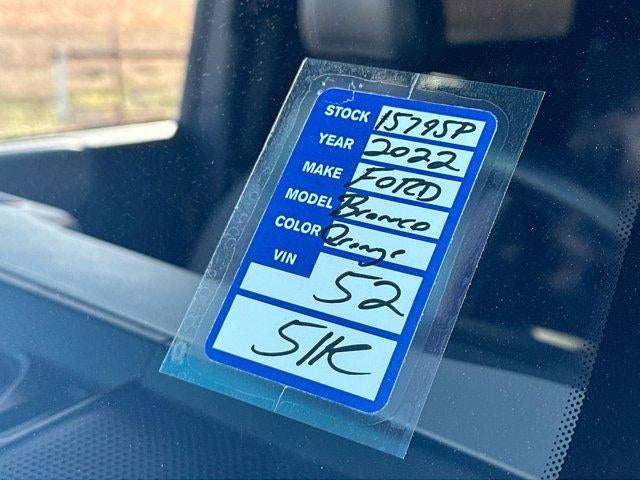 STOCK 15795P
YEAR 2022
MAKE FORD
MODEL Bronco
COLOR Orange
VIN 52
51K